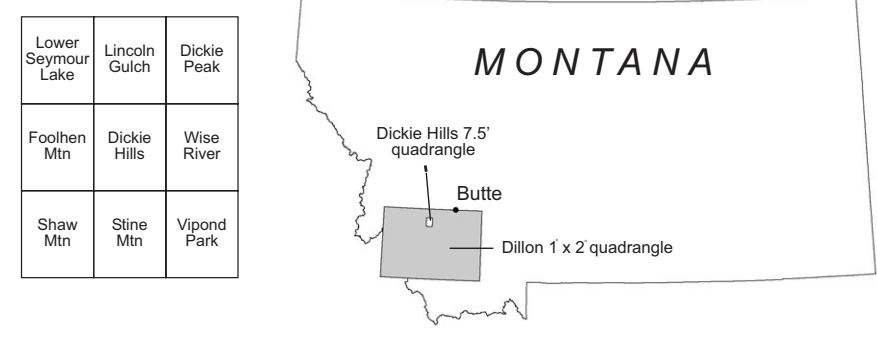 Lower
Seymour
Lake
Lincoln
Gulch
Dickie
Peak
Foolhen
Mtn
Dickie
Hills
Wise
River
Shaw
Mtn
Stine
Mtn
Vipond
Park
MONTANA
Dickie Hills 7.5'
quadrangle
Butte
Dillon 1° x 2° quadrangle